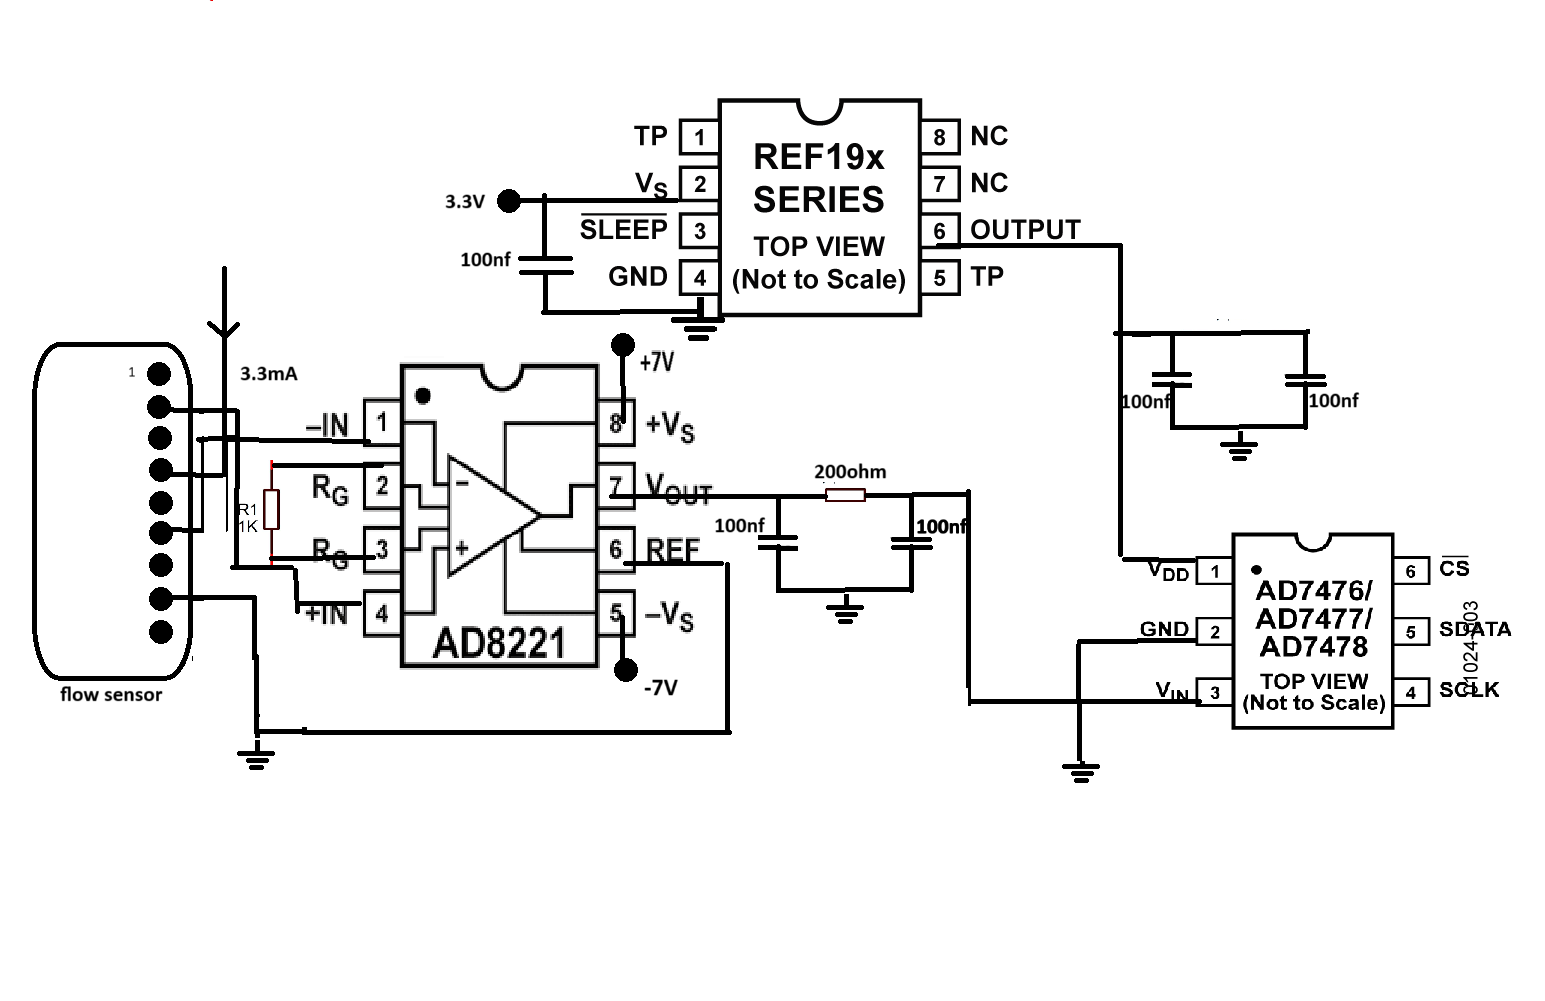 TP 1
REF19x
8 NC
VS 2
SERIES
7 NC
3.3V
SLEEP 3
TOP VIEW
6 OUTPUT
GND 4
(Not to Scale)
5 TP
100nf
+7V
1
3.3mA
–IN 1
8 +VS
RG 2
7 VOUT
R1
1K
RG 3
6 REF
+IN 4
5 –VS
AD8221
-7V
flow sensor
200ohm
100nf
100nf
100nf
100nf
VDD 1
AD7476/
6 CS
GND 2
AD7477/
5 SDATA
AD7478
VIN 3
TOP VIEW
4 SCLK
(Not to Scale)